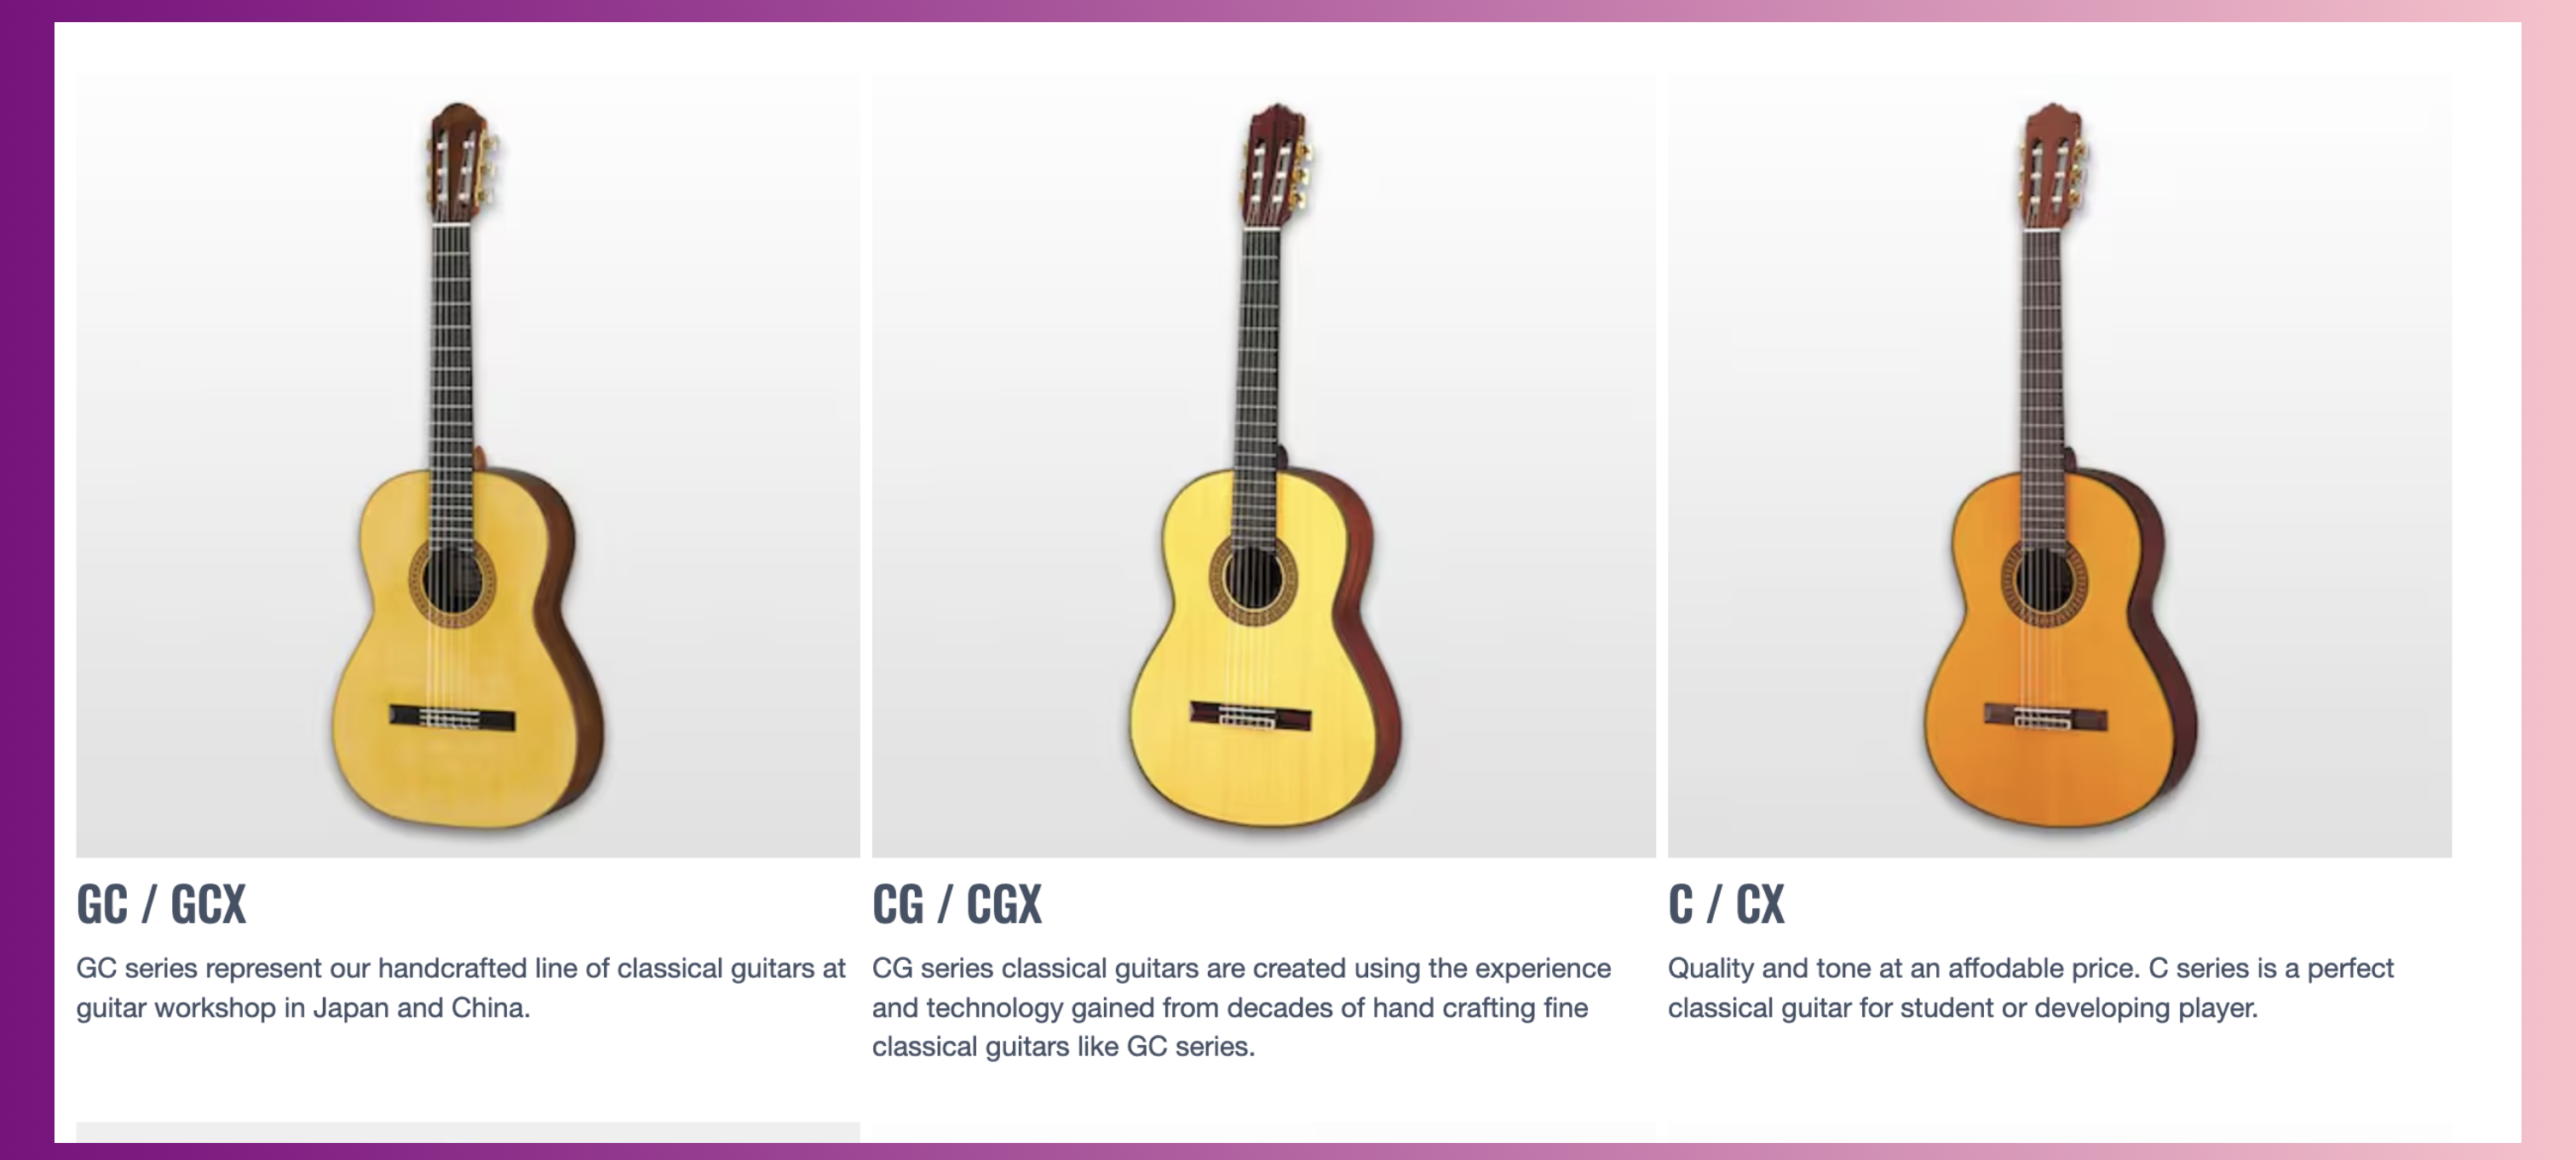 GC / GCX
GC series represent our handcrafted line of classical guitars at
guitar workshop in Japan and China.
CG / CGX
CG series classical guitars are created using the experience
and technology gained from decades of hand crafting fine
classical guitars like GC series.
C / CX
Quality and tone at an affodable price. C series is a perfect
classical guitar for student or developing player.